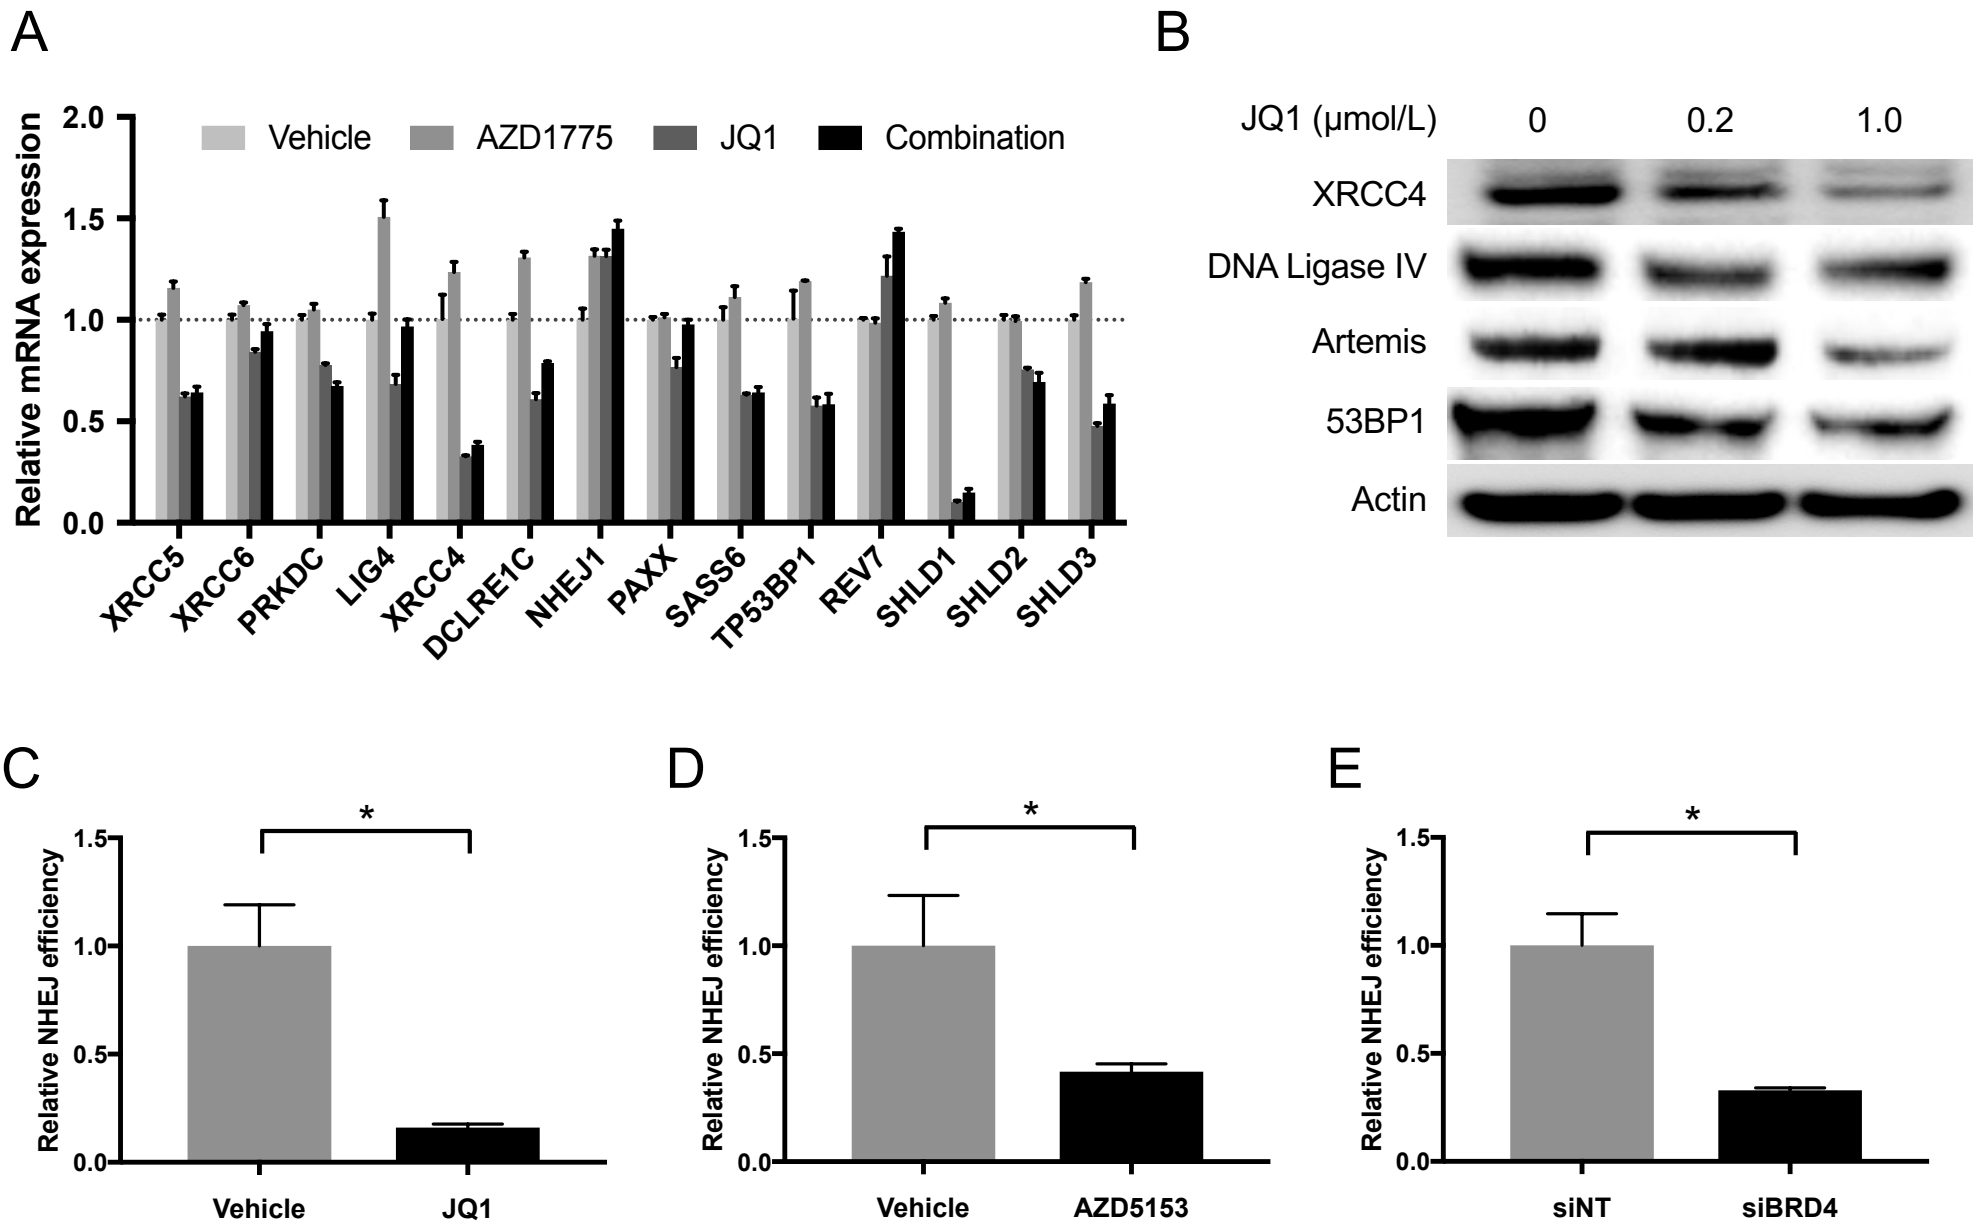 A
Relative mRNA expression
2.0
1.5
1.0
0.5
0.0
Vehicle AZD1775 JQ1 Combination
XRCC5 XRCC6 PRKDC LIG4 XRCC4 DCLRE1C NHEJ1 PAXX SASS6 TP53BP1 REV7 SHLD1 SHLD2 SHLD3
B
JQ1 (μmol/L) 0 0.2 1.0
XRCC4
DNA Ligase IV
Artemis
53BP1
Actin
C
Relative NHEJ efficiency
1.5
1.0
0.5
0.0
*
Vehicle JQ1
D
Relative NHEJ efficiency
1.5
1.0
0.5
0.0
*
Vehicle AZD5153
E
Relative NHEJ efficiency
1.5
1.0
0.5
0.0
*
siNT siBRD4